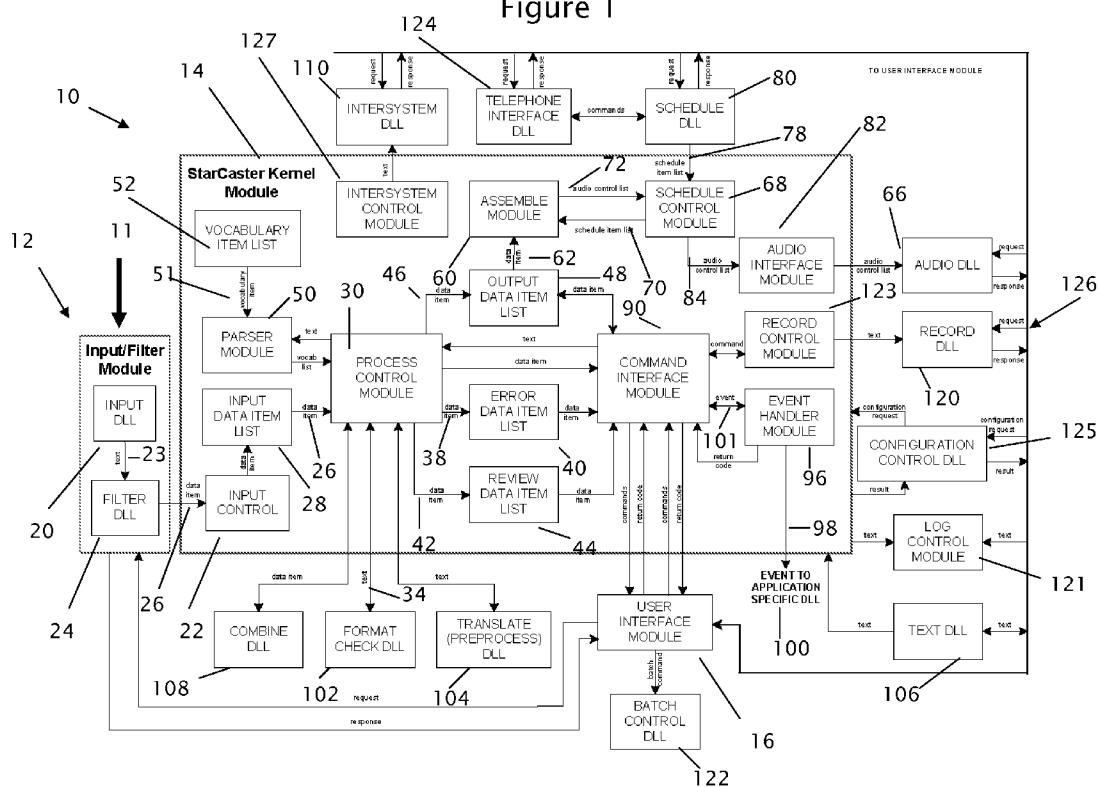 Figure 1
124
127
110
14
10
request
response
request
response
request
response
TO USER INTERFACE MODULE
80
INTERSYSTEM
DLL
TELEPHONE
INTERFACE
DLL
commands
SCHEDULE
DLL
78
82
StarCaster Kernel
Module
text
72
schedule
item list
52
INTERSYSTEM
CONTROL
MODULE
ASSEMBLE
MODULE
audio control list
SCHEDULE
CONTROL
MODULE
68
66
VOCABULARY
ITEM LIST
schedule item list
12
11
data
item
62
60
70
audio
control list
84
AUDIO
INTERFACE
MODULE
audio
control list
AUDIO DLL
request
response
51
vocabulary
item
50
46
30
48
OUTPUT
DATA ITEM
LIST
data
item
data item
90
123
126
PARSER
MODULE
text
vocab
list
PROCESS
CONTROL
MODULE
text
data item
COMMAND
INTERFACE
MODULE
command
RECORD
CONTROL
MODULE
text
RECORD
DLL
request
response
120
Input/Filter
Module
INPUT
DLL
INPUT
DATA ITEM
LIST
data
item
26
data
item
38
ERROR
DATA ITEM
LIST
data
item
40
event
101
EVENT
HANDLER
MODULE
return
code
96
configuration
request
configuration
request
CONFIGURATION
CONTROL DLL
125
result
result
text
23
20
28
data
item
FILTER
DLL
data
item
INPUT
CONTROL
data
item
42
REVIEW
DATA ITEM
LIST
data
item
44
commands
return code
commands
return code
98
24
26
22
data item
text
34
text
EVENT TO
APPLICATION
SPECIFIC DLL
100
text
LOG
CONTROL
MODULE
text
121
COMBINE
DLL
FORMAT
CHECK DLL
TRANSLATE
(PREPROCESS)
DLL
USER
INTERFACE
MODULE
text
TEXT DLL
text
108
102
104
106
request
response
batch
command
BATCH
CONTROL
DLL
16
122